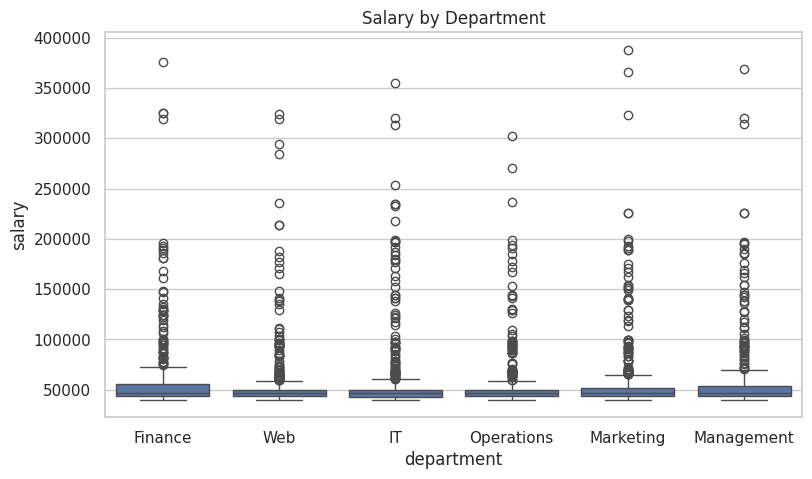 Salary by Department
400000
350000
300000
250000
200000
150000
100000
50000
salary
Finance Web IT Operations Marketing Management
department